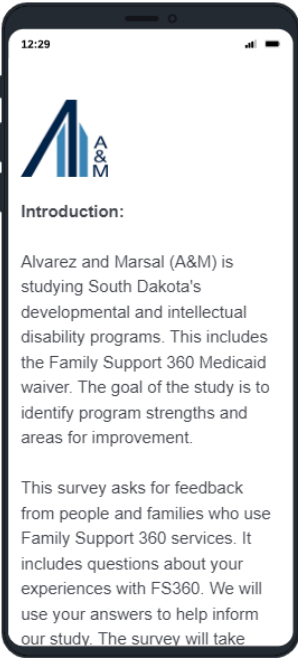 12:29
A
&
M
Introduction:
Alvarez and Marsal (A&M) is
studying South Dakota's
developmental and intellectual
disability programs. This includes
the Family Support 360 Medicaid
waiver. The goal of the study is to
identify program strengths and
areas for improvement.
This survey asks for feedback
from people and families who use
Family Support 360 services. It
includes questions about your
experiences with FS360. We will
use your answers to help inform
our study. The survey will take